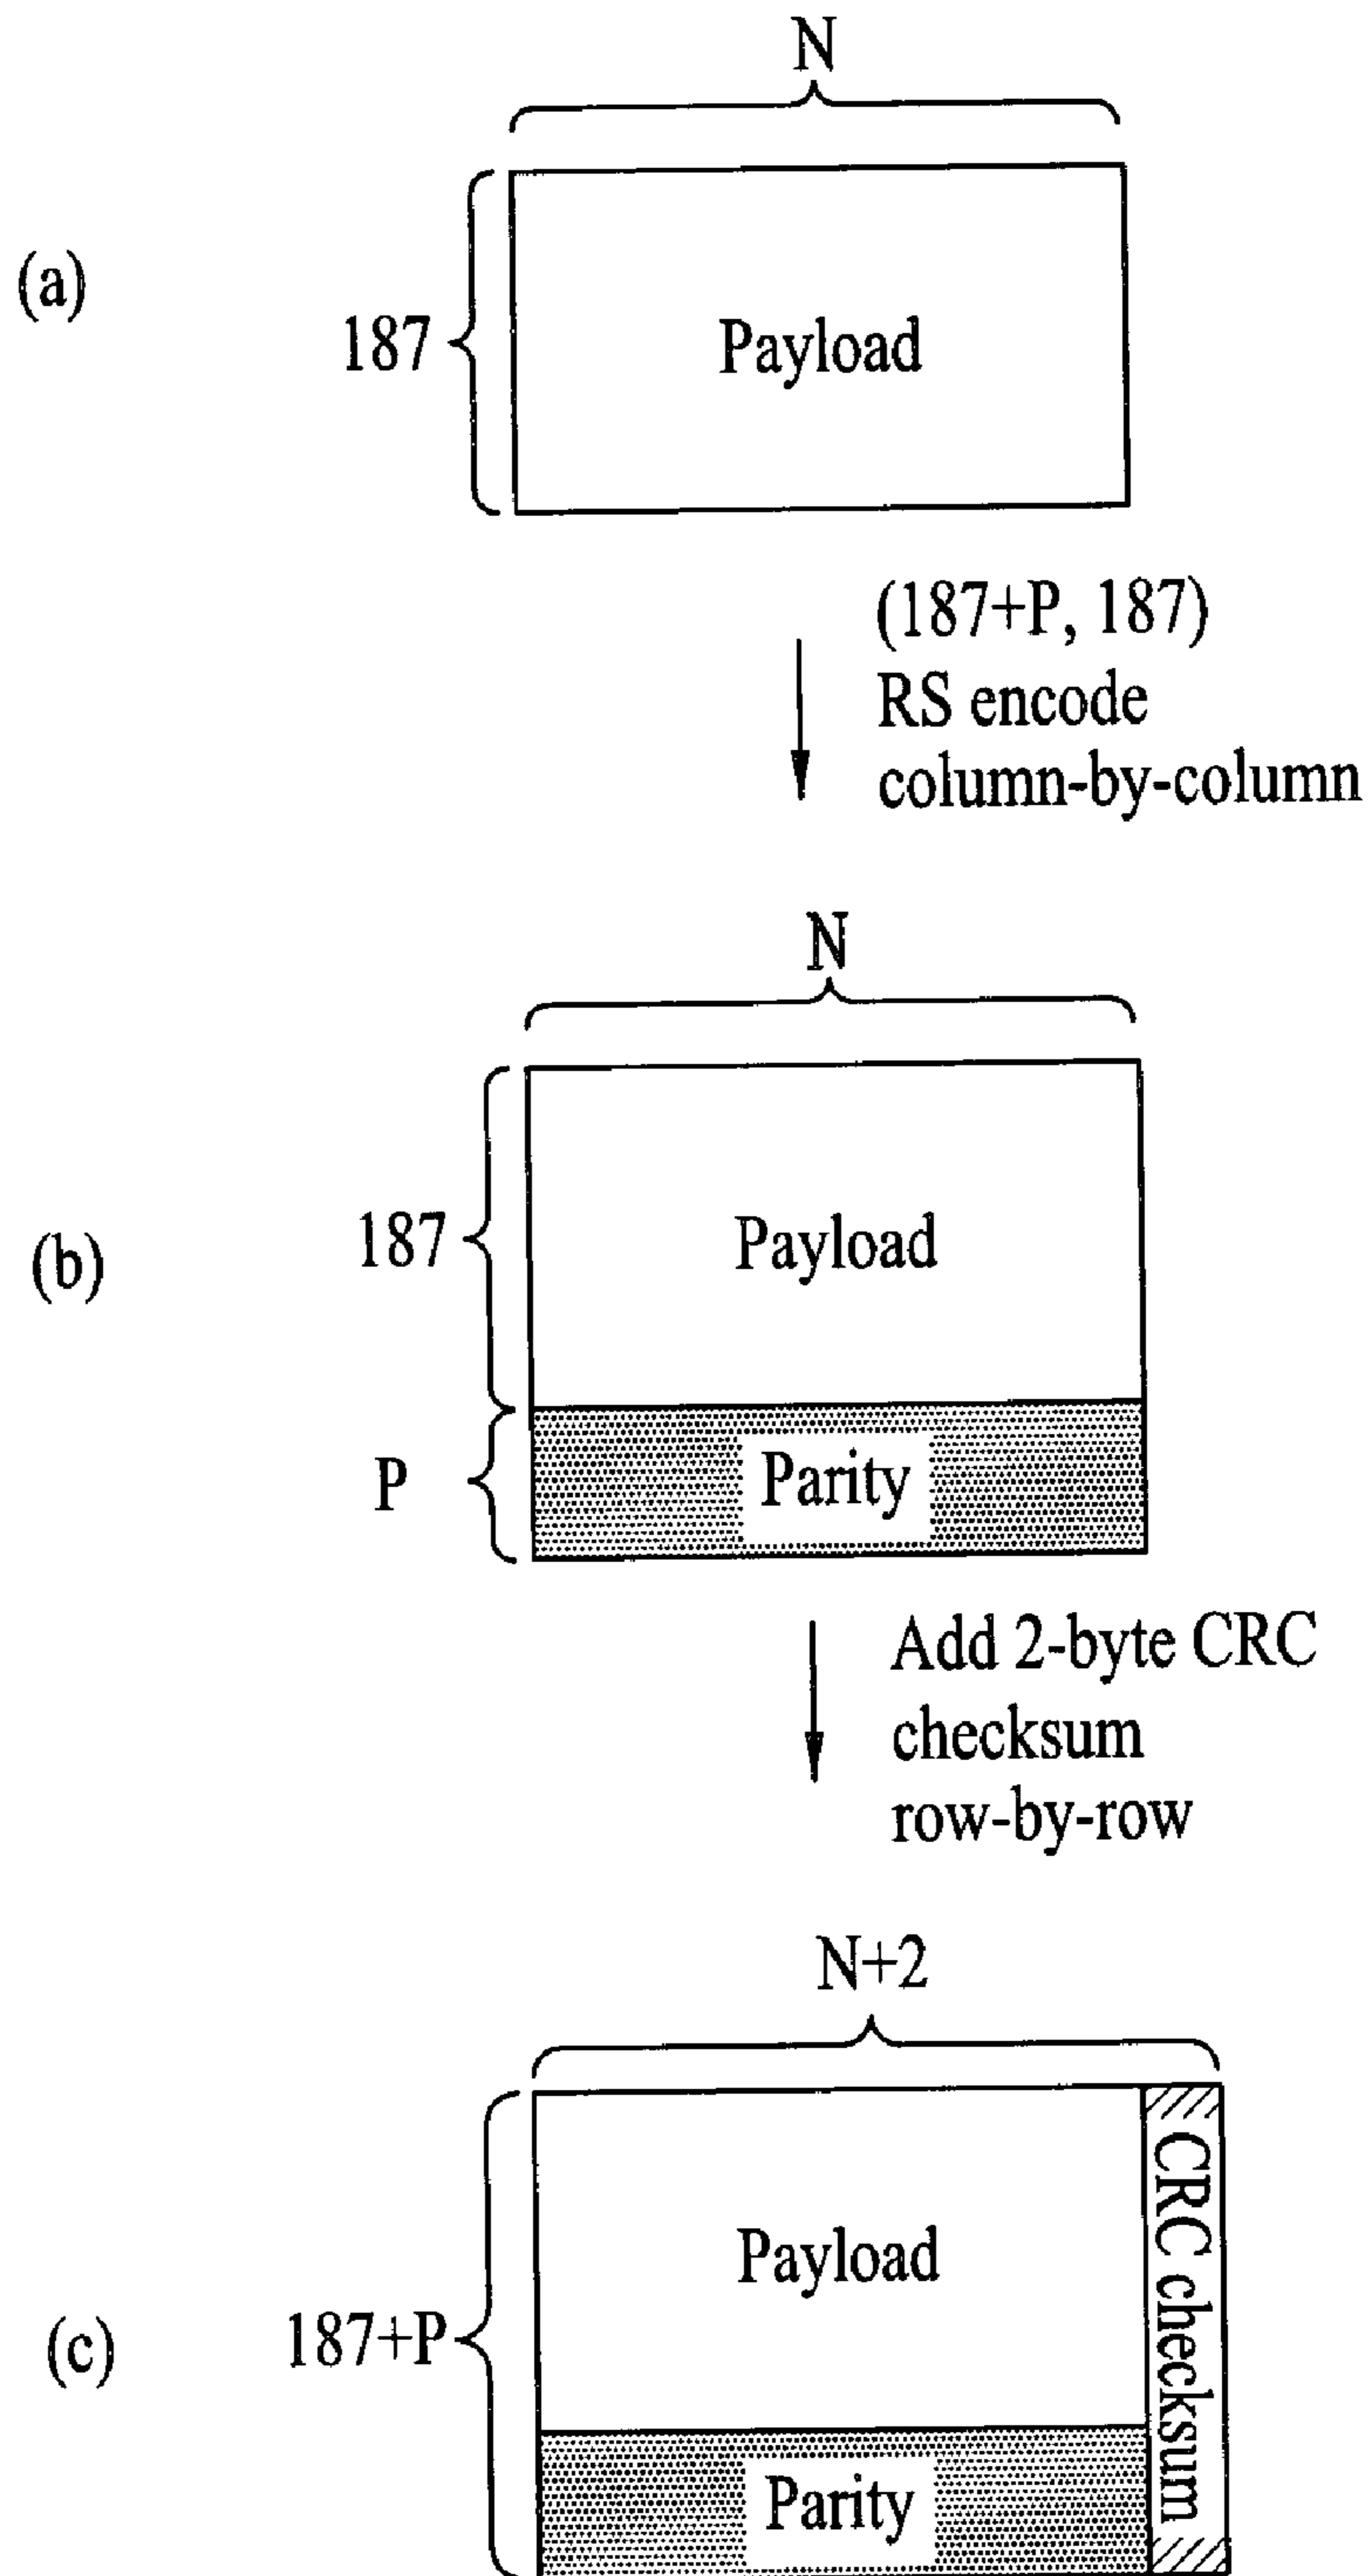 N
(a)
187
Payload
(187+P, 187)
RS encode
column-by-column
N
187
Payload
(b)
P
Parity
Add 2-byte CRC
checksum
row-by-row
N+2
Payload
CRC checksum
(c)
187+P
Parity